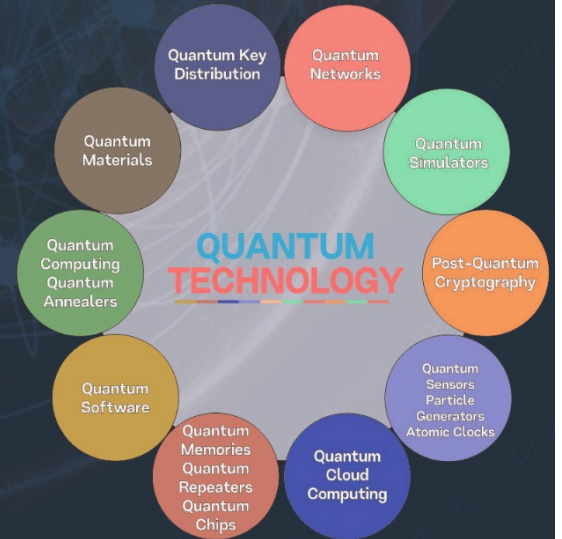 Quantum Key
Distribution
Quantum
Networks
Quantum
Materials
Quantum
Simulators
QUANTUM
TECHNOLOGY
Quantum
Computing
Quantum
Annealers
Post-Quantum
Cryptography
Quantum
Software
Quantum
Sensors
Particle
Generators
Atomic Clocks
Quantum
Memories
Quantum
Repeaters
Quantum
Chips
Quantum
Cloud
Computing